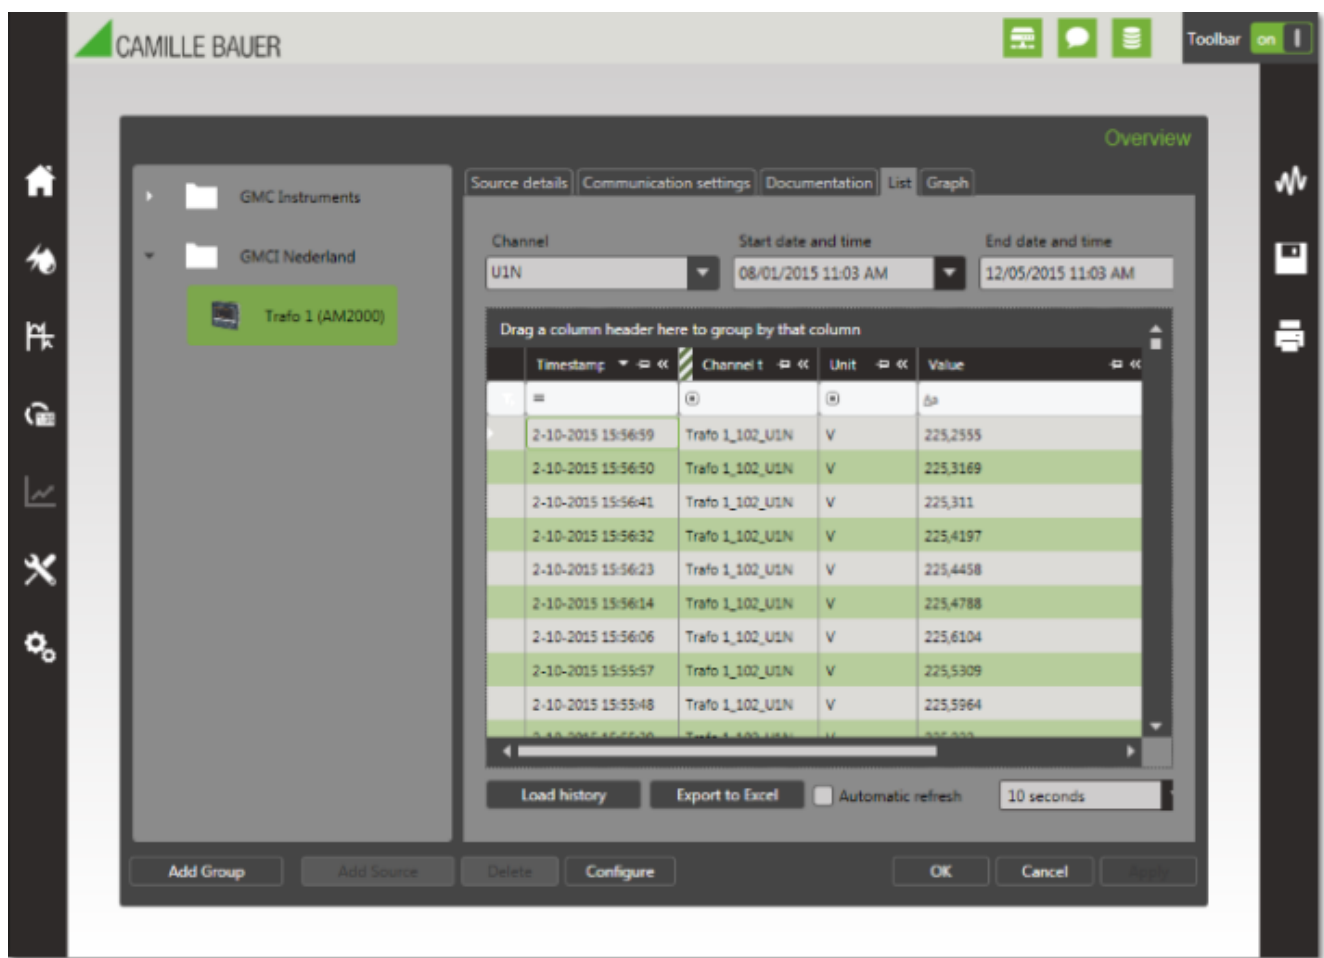 CAMILLE BAUER
Toolbar on
Overview
GMC Instruments
GMCI Nederland
Trafo 1 (AM2000)
Source details Communication settings Documentation List Graph
Channel Start date and time End date and time
U1N 08/01/2015 11:03 AM 12/05/2015 11:03 AM
Drag a column header here to group by that column
Timestamp Channel t Unit Value
= Aa
2-10-2015 15:56:59 Trafo 1_102_U1N V 225,2555
2-10-2015 15:56:50 Trafo 1_102_U1N V 225,3169
2-10-2015 15:56:41 Trafo 1_102_U1N V 225,311
2-10-2015 15:56:32 Trafo 1_102_U1N V 225,4197
2-10-2015 15:56:23 Trafo 1_102_U1N V 225,4458
2-10-2015 15:56:14 Trafo 1_102_U1N V 225,4788
2-10-2015 15:56:06 Trafo 1_102_U1N V 225,6104
2-10-2015 15:55:57 Trafo 1_102_U1N V 225,5309
2-10-2015 15:55:48 Trafo 1_102_U1N V 225,5964
Load history Export to Excel Automatic refresh 10 seconds
Add Group Add Source Delete Configure OK Cancel Apply